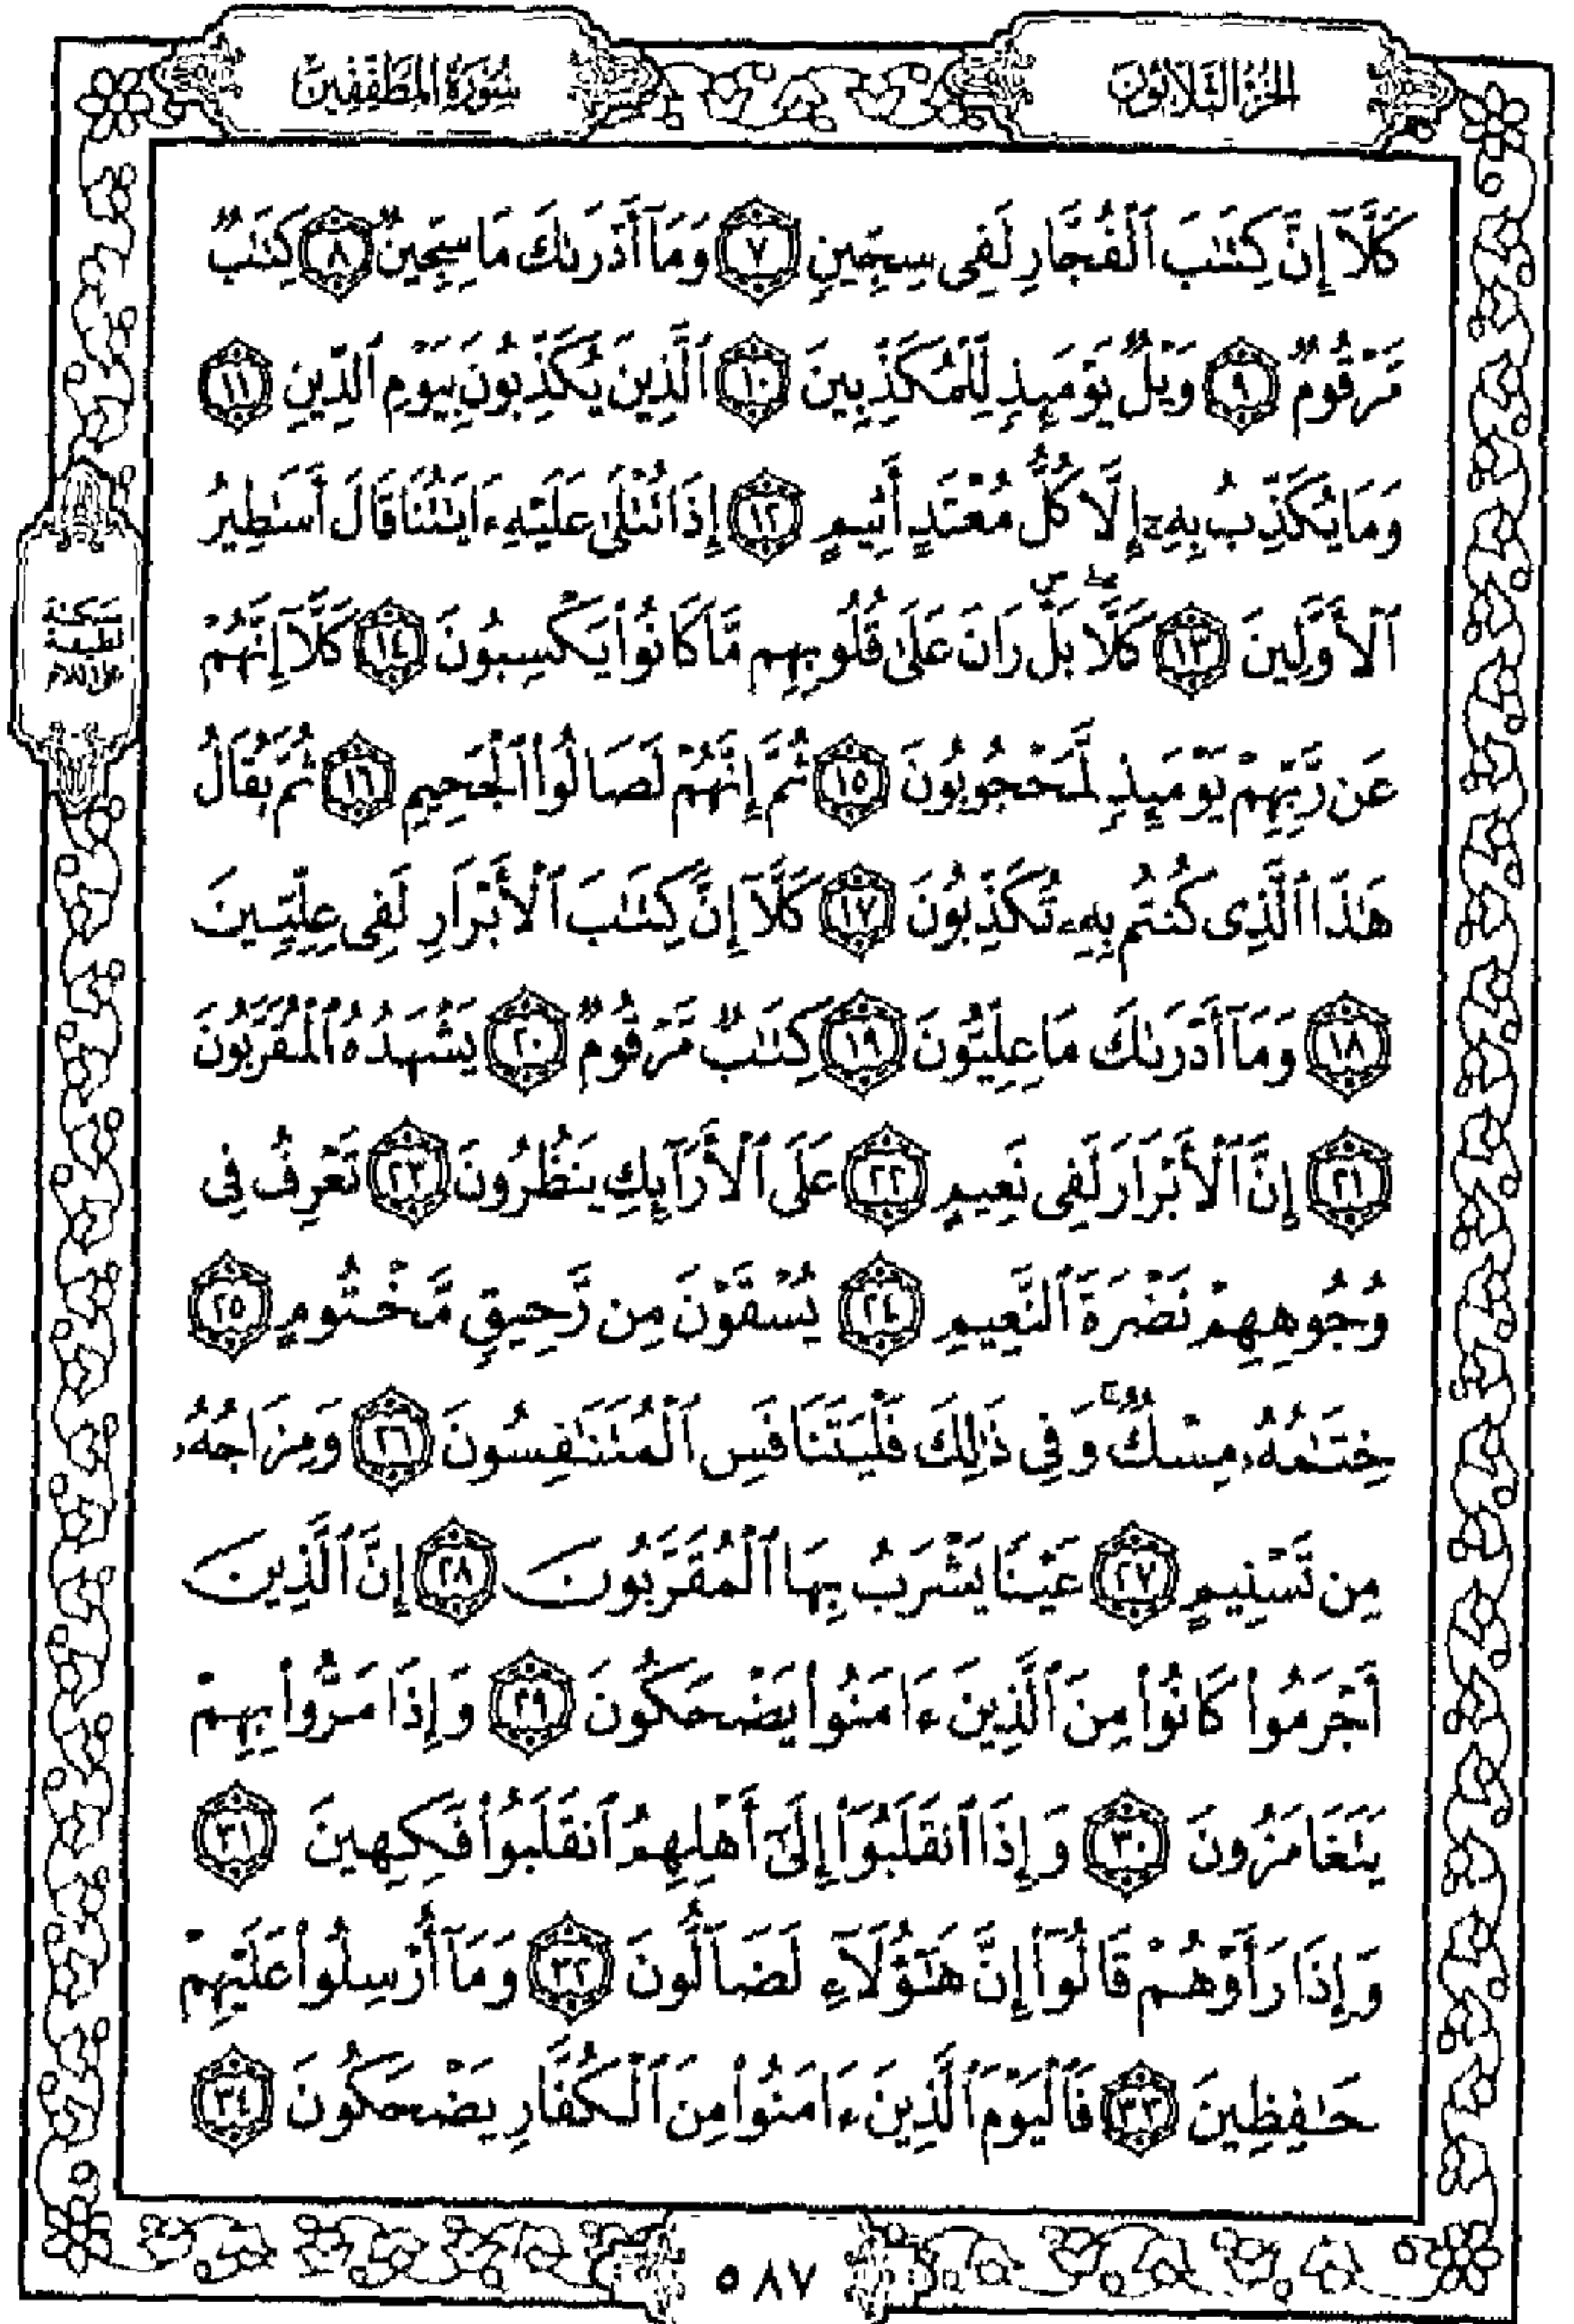 الجزء الثلاثون
سورة المطففين
كَلَّآ إِنَّ كِتَٰبَ ٱلْفُجَّارِ لَفِى سِجِّينٍ ٧ وَمَآ أَدْرَىٰكَ مَا سِجِّينٌ ٨ كِتَٰبٌ
مَّرْقُومٌ ٩ وَيْلٌ يَوْمَئِذٍ لِّلْمُكَذِّبِينَ ١٠ ٱلَّذِينَ يُكَذِّبُونَ بِيَوْمِ ٱلدِّينِ ١١
وَمَا يُكَذِّبُ بِهِۦٓ إِلَّا كُلُّ مُعْتَدٍ أَثِيمٍ ١٢ إِذَا تُتْلَىٰ عَلَيْهِ ءَايَٰتُنَا قَالَ أَسَٰطِيرُ
ٱلْأَوَّلِينَ ١٣ كَلَّا ۖ بَلْ ۜ رَانَ عَلَىٰ قُلُوبِهِم مَّا كَانُوا۟ يَكْسِبُونَ ١٤ كَلَّآ إِنَّهُمْ
عَن رَّبِّهِمْ يَوْمَئِذٍ لَّمَحْجُوبُونَ ١٥ ثُمَّ إِنَّهُمْ لَصَالُوا۟ ٱلْجَحِيمِ ١٦ ثُمَّ يُقَالُ
هَٰذَا ٱلَّذِى كُنتُم بِهِۦ تُكَذِّبُونَ ١٧ كَلَّآ إِنَّ كِتَٰبَ ٱلْأَبْرَارِ لَفِى عِلِّيِّينَ
١٨ وَمَآ أَدْرَىٰكَ مَا عِلِّيُّونَ ١٩ كِتَٰبٌ مَّرْقُومٌ ٢٠ يَشْهَدُهُ ٱلْمُقَرَّبُونَ
٢١ إِنَّ ٱلْأَبْرَارَ لَفِى نَعِيمٍ ٢٢ عَلَى ٱلْأَرَآئِكِ يَنظُرُونَ ٢٣ تَعْرِفُ فِى
وُجُوهِهِمْ نَضْرَةَ ٱلنَّعِيمِ ٢٤ يُسْقَوْنَ مِن رَّحِيقٍ مَّخْتُومٍ ٢٥
خِتَٰمُهُۥ مِسْكٌ ۚ وَفِى ذَٰلِكَ فَلْيَتَنَافَسِ ٱلْمُتَنَٰفِسُونَ ٢٦ وَمِزَاجُهُۥ
مِن تَسْنِيمٍ ٢٧ عَيْنًا يَشْرَبُ بِهَا ٱلْمُقَرَّبُونَ ٢٨ إِنَّ ٱلَّذِينَ
أَجْرَمُوا۟ كَانُوا۟ مِنَ ٱلَّذِينَ ءَامَنُوا۟ يَضْحَكُونَ ٢٩ وَإِذَا مَرُّوا۟ بِهِمْ
يَتَغَامَزُونَ ٣٠ وَإِذَا ٱنقَلَبُوٓا۟ إِلَىٰٓ أَهْلِهِمُ ٱنقَلَبُوا۟ فَكِهِينَ ٣١
وَإِذَا رَأَوْهُمْ قَالُوٓا۟ إِنَّ هَٰٓؤُلَآءِ لَضَآلُّونَ ٣٢ وَمَآ أُرْسِلُوا۟ عَلَيْهِمْ
حَٰفِظِينَ ٣٣ فَٱلْيَوْمَ ٱلَّذِينَ ءَامَنُوا۟ مِنَ ٱلْكُفَّارِ يَضْحَكُونَ ٣٤
سكتة
لطيفة
على اللام
٥٨٧